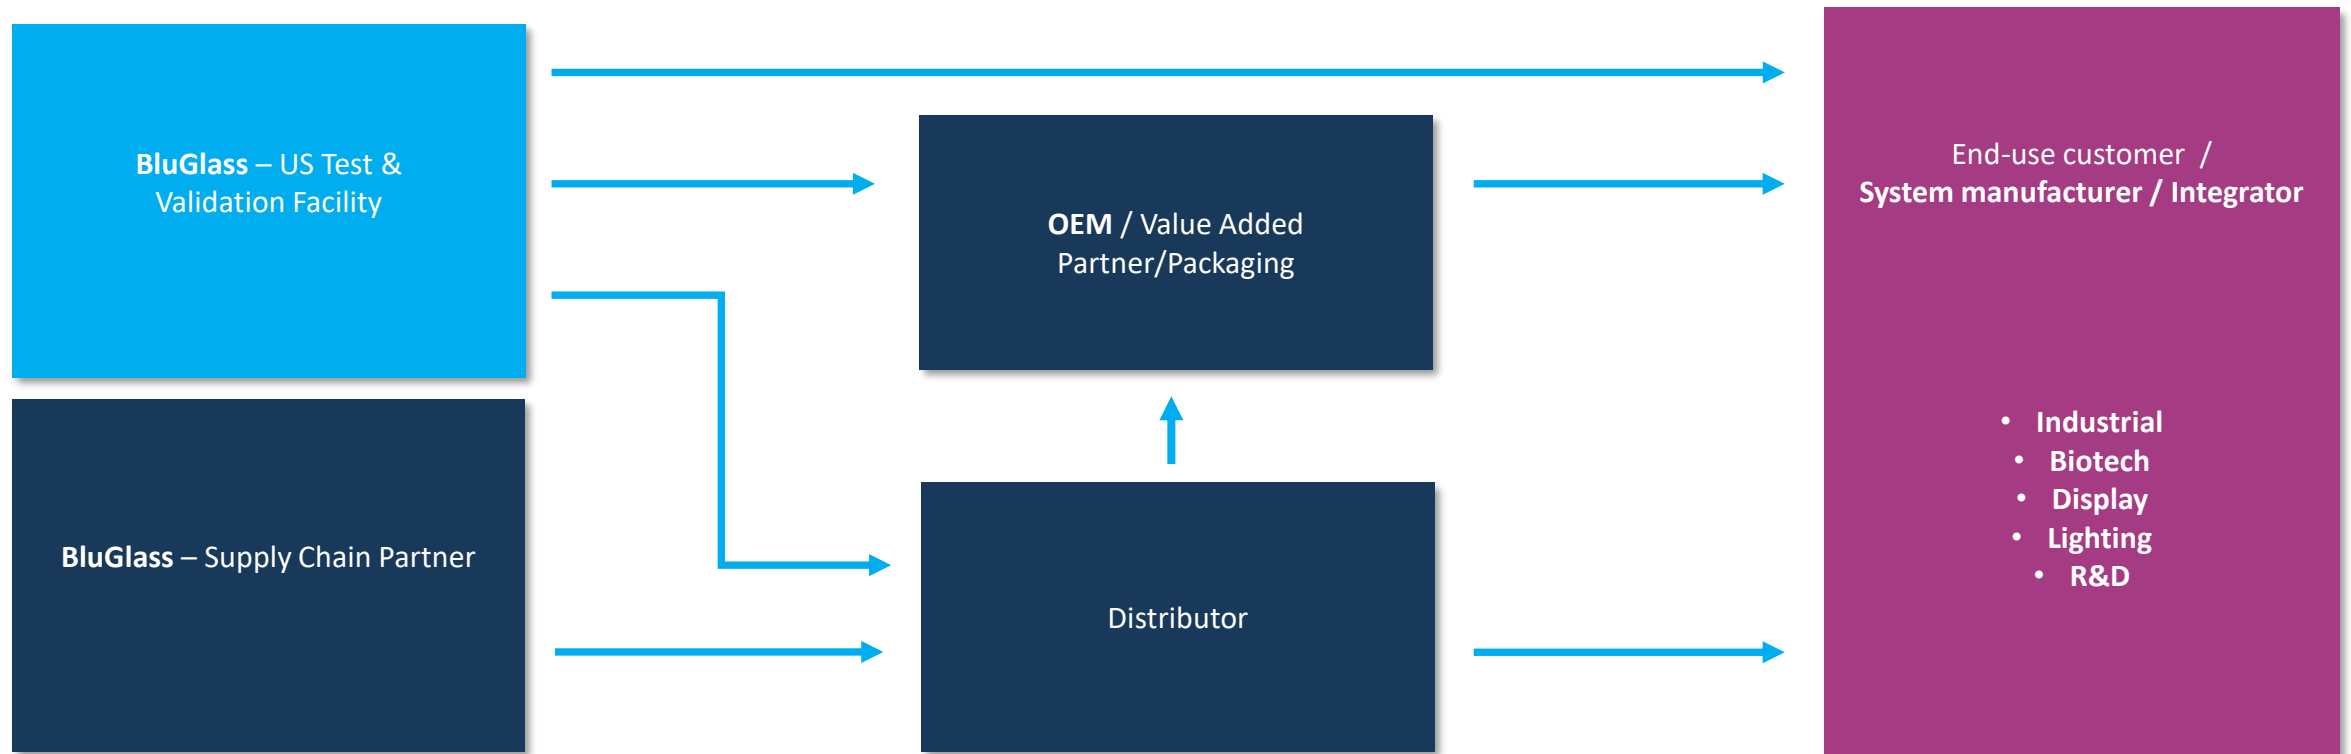 BluGlass – US Test &
Validation Facility
OEM / Value Added
Partner/Packaging
End-use customer /
System manufacturer / Integrator
• Industrial
• Biotech
• Display
• Lighting
• R&D
BluGlass – Supply Chain Partner
Distributor